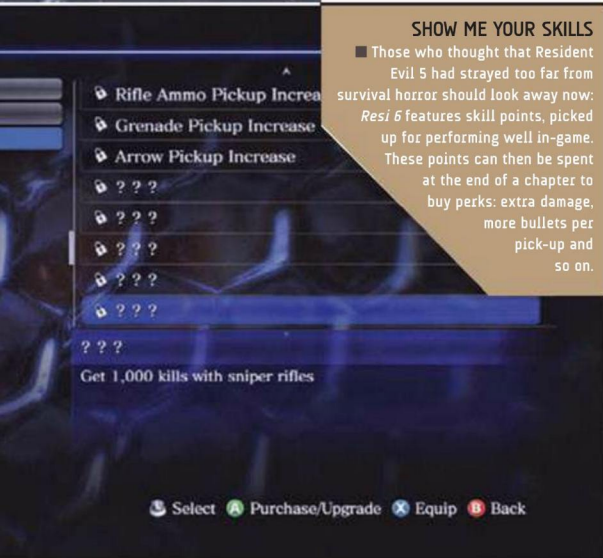 SHOW ME YOUR SKILLS
■ Those who thought that Resident
Evil 5 had strayed too far from
survival horror should look away now:
Resi 6 features skill points, picked
up for performing well in-game.
These points can then be spent
at the end of a chapter to
buy perks: extra damage,
more bullets per
pick-up and
so on.
Rifle Ammo Pickup Increa
Grenade Pickup Increase
Arrow Pickup Increase
? ? ?
? ? ?
? ? ?
? ? ?
? ? ?
? ? ?
Get 1,000 kills with sniper rifles
Select A Purchase/Upgrade X Equip B Back